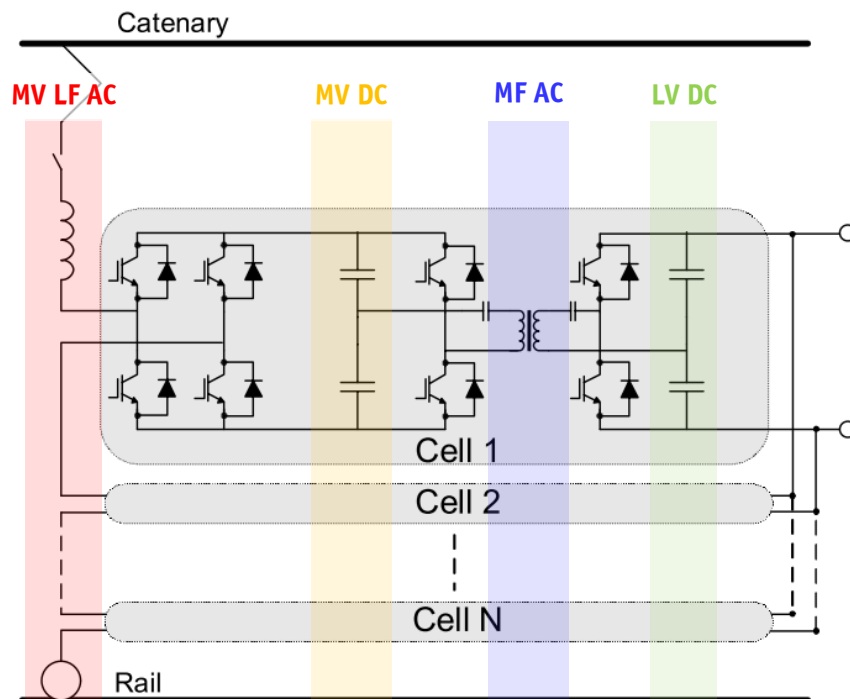 Catenary
MV LF AC
MV DC
MF AC
LV DC
Cell 1
Cell 2
Cell N
Rail